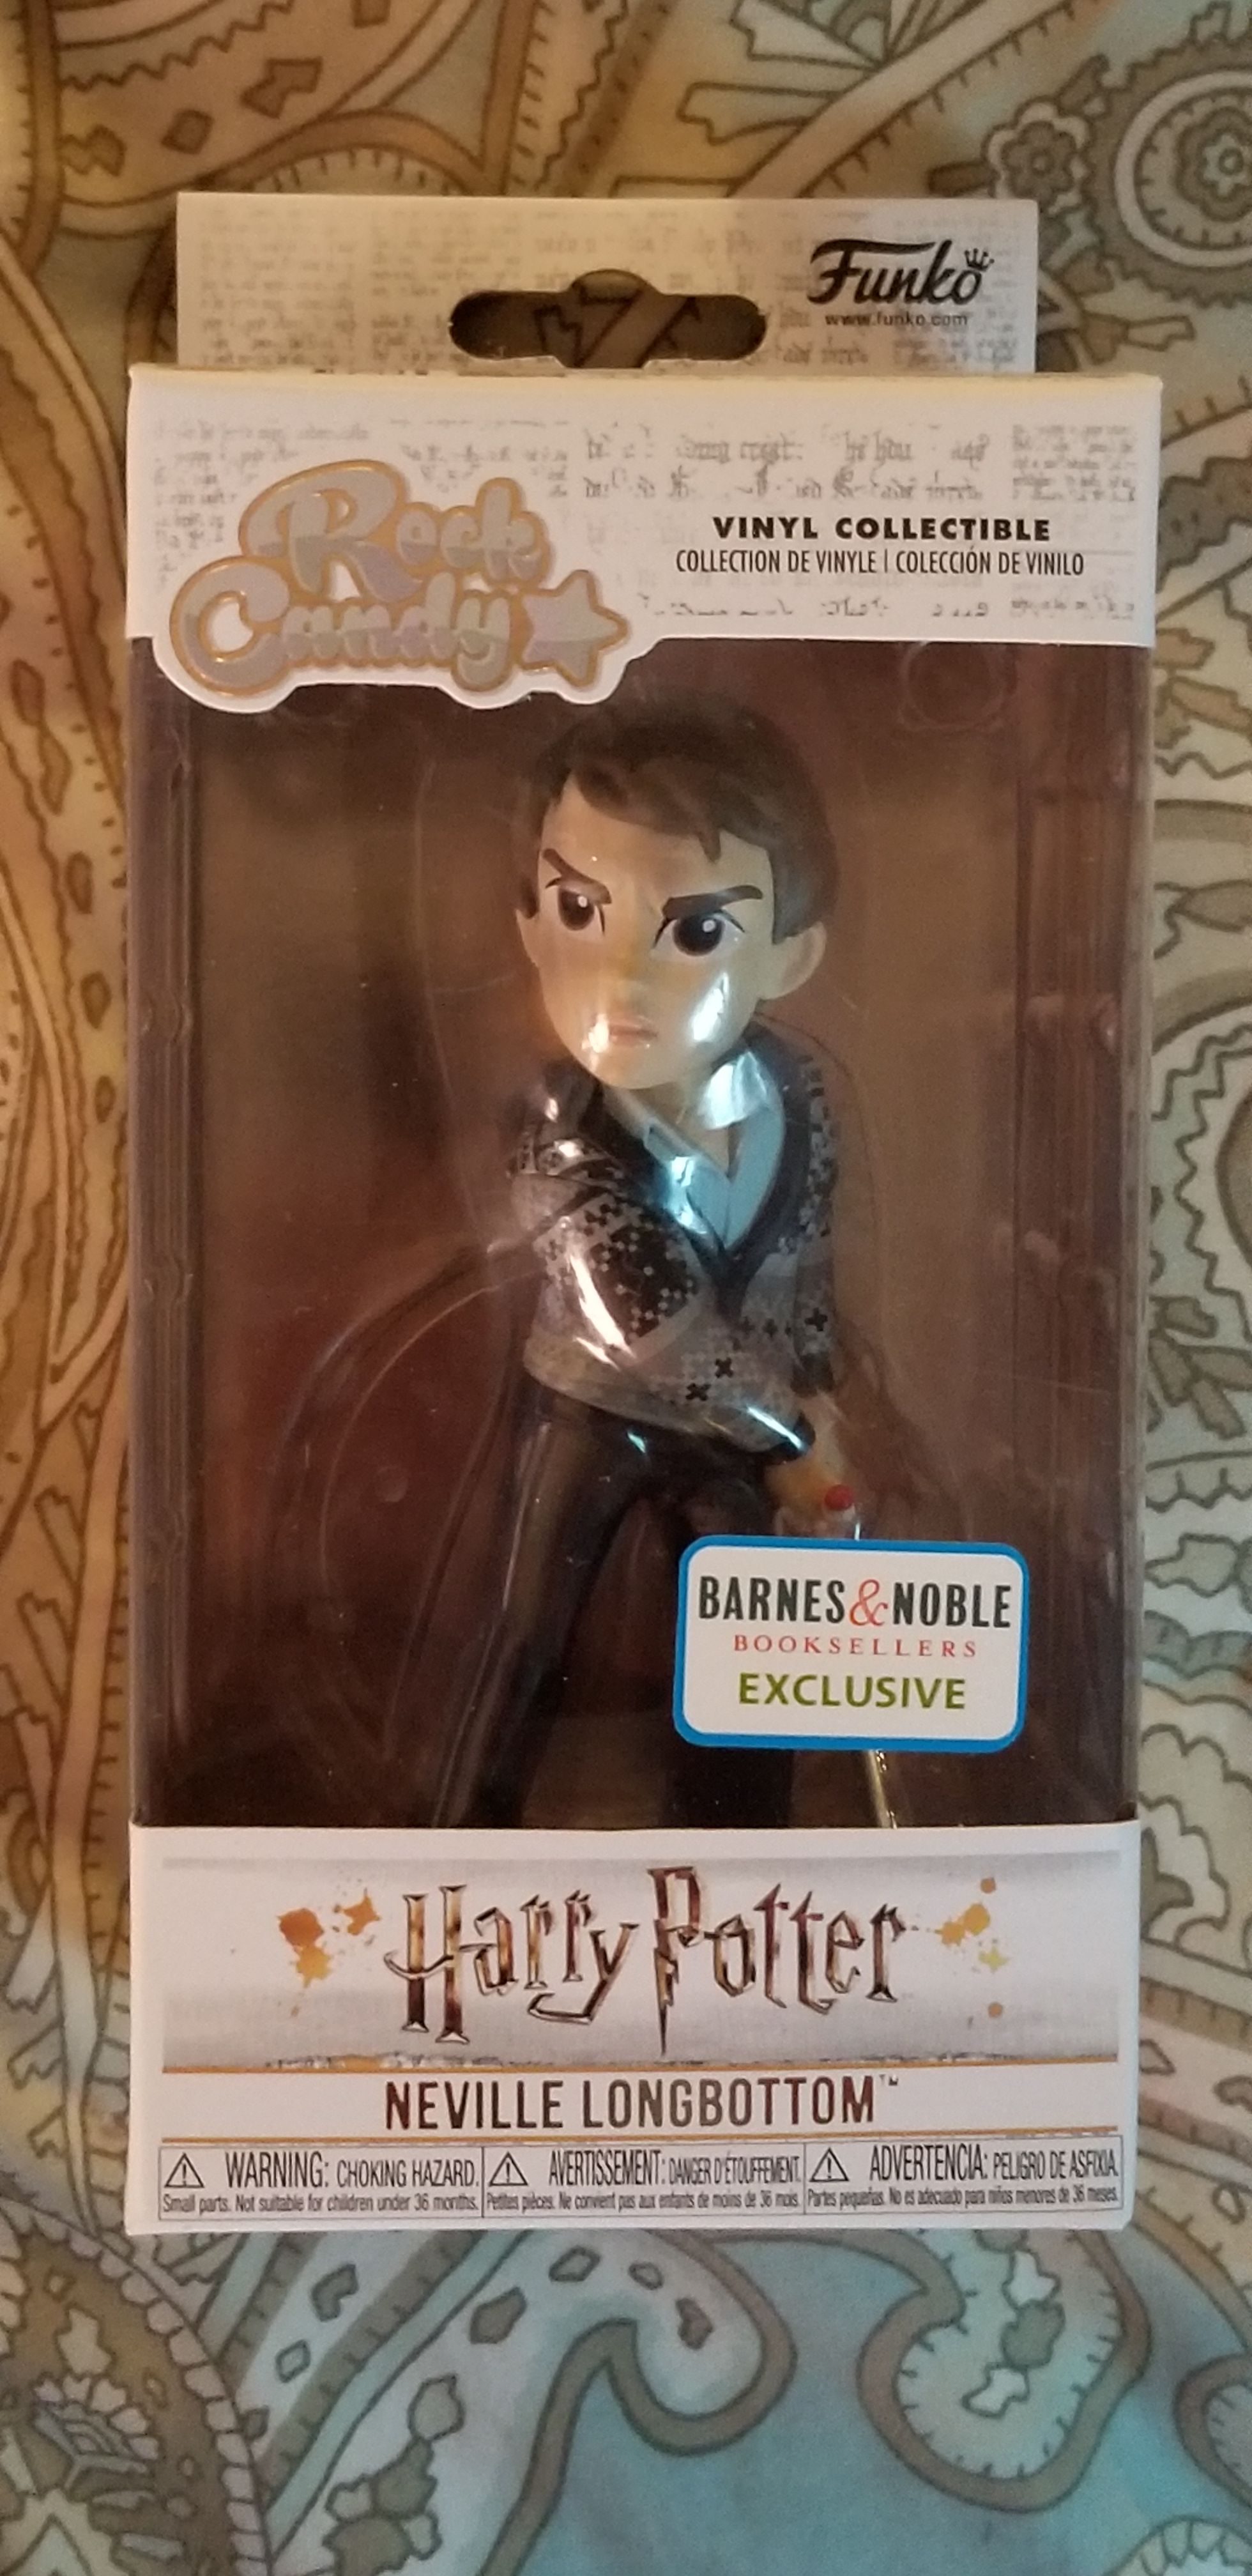 Funko
www.funko.com
Rock
Candy
VINYL COLLECTIBLE
COLLECTION DE VINYLE | COLECCIÓN DE VINILO
BARNES&NOBLE
BOOKSELLERS
EXCLUSIVE
Harry Potter
NEVILLE LONGBOTTOM™
WARNING: CHOKING HAZARD.
Small parts. Not suitable for children under 36 months.
AVERTISSEMENT: DANGER D'ÉTOUFFEMENT.
Petites pièces. Ne convient pas aux enfants de moins de 36 mois.
ADVERTENCIA: PELIGRO DE ASFIXIA.
Partes pequeñas. No es adecuado para niños menores de 36 meses.